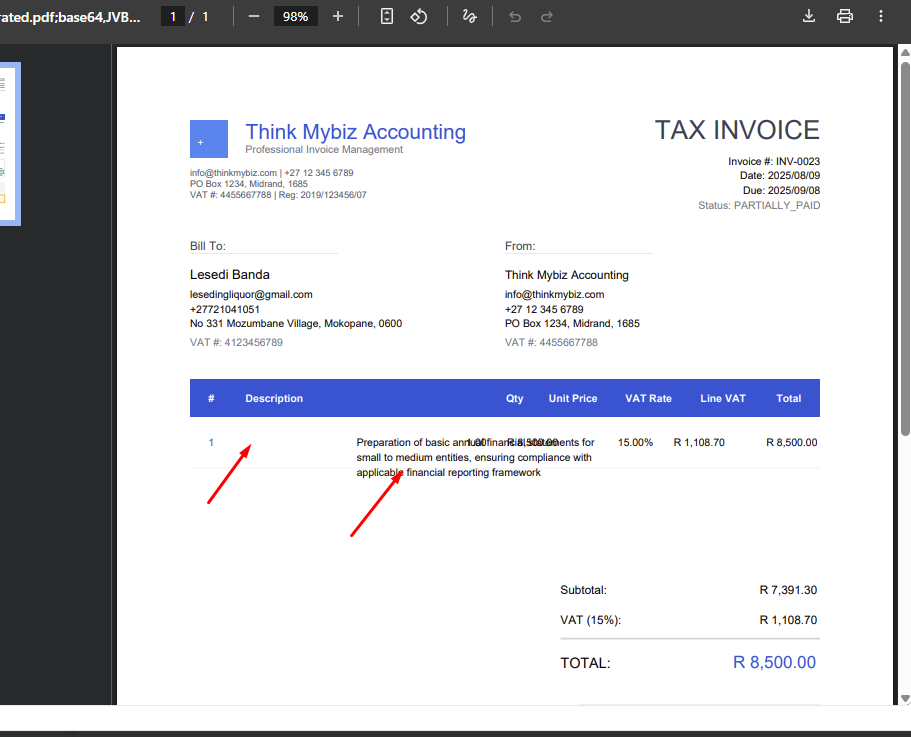 rated.pdf;base64,JVB... 1 / 1 98%
Think Mybiz Accounting
Professional Invoice Management
info@thinkmybiz.com | +27 12 345 6789
PO Box 1234, Midrand, 1685
VAT #: 4455667788 | Reg: 2019/123456/07
TAX INVOICE
Invoice #: INV-0023
Date: 2025/08/09
Due: 2025/09/08
Status: PARTIALLY_PAID
Bill To:
Lesedi Banda
lesedingliquor@gmail.com
+27721041051
No 331 Mozumbane Village, Mokopane, 0600
VAT #: 4123456789
From:
Think Mybiz Accounting
info@thinkmybiz.com
+27 12 345 6789
PO Box 1234, Midrand, 1685
VAT #: 4455667788
# Description Qty Unit Price VAT Rate Line VAT Total
1 Preparation of basic annual financial statements for 1.00 R 8,500.00 15.00% R 1,108.70 R 8,500.00
small to medium entities, ensuring compliance with
applicable financial reporting framework
Subtotal: R 7,391.30
VAT (15%): R 1,108.70
TOTAL: R 8,500.00